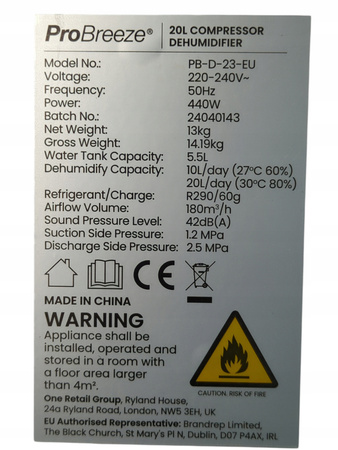 ProBreeze®
20L COMPRESSOR
DEHUMIDIFIER
Model No.: PB-D-23-EU
Voltage: 220-240V~
Frequency: 50Hz
Power: 440W
Batch No.: 24040143
Net Weight: 13kg
Gross Weight: 14.19kg
Water Tank Capacity: 5.5L
Dehumidify Capacity: 10L/day (27°C 60%)
20L/day (30°C 80%)
Refrigerant/Charge: R290/60g
Airflow Volume: 180m³/h
Sound Pressure Level: 42dB(A)
Suction Side Pressure: 1.2 MPa
Discharge Side Pressure: 2.5 MPa
CE
MADE IN CHINA
WARNING
Appliance shall be
installed, operated and
stored in a room with
a floor area larger
than 4m².
CAUTION, RISK OF FIRE
One Retail Group, Ryland House,
24a Ryland Road, London, NW5 3EH, UK
EU Authorised Representative: Brandrep Limited,
The Black Church, St Mary's Pl N, Dublin, D07 P4AX, IRL